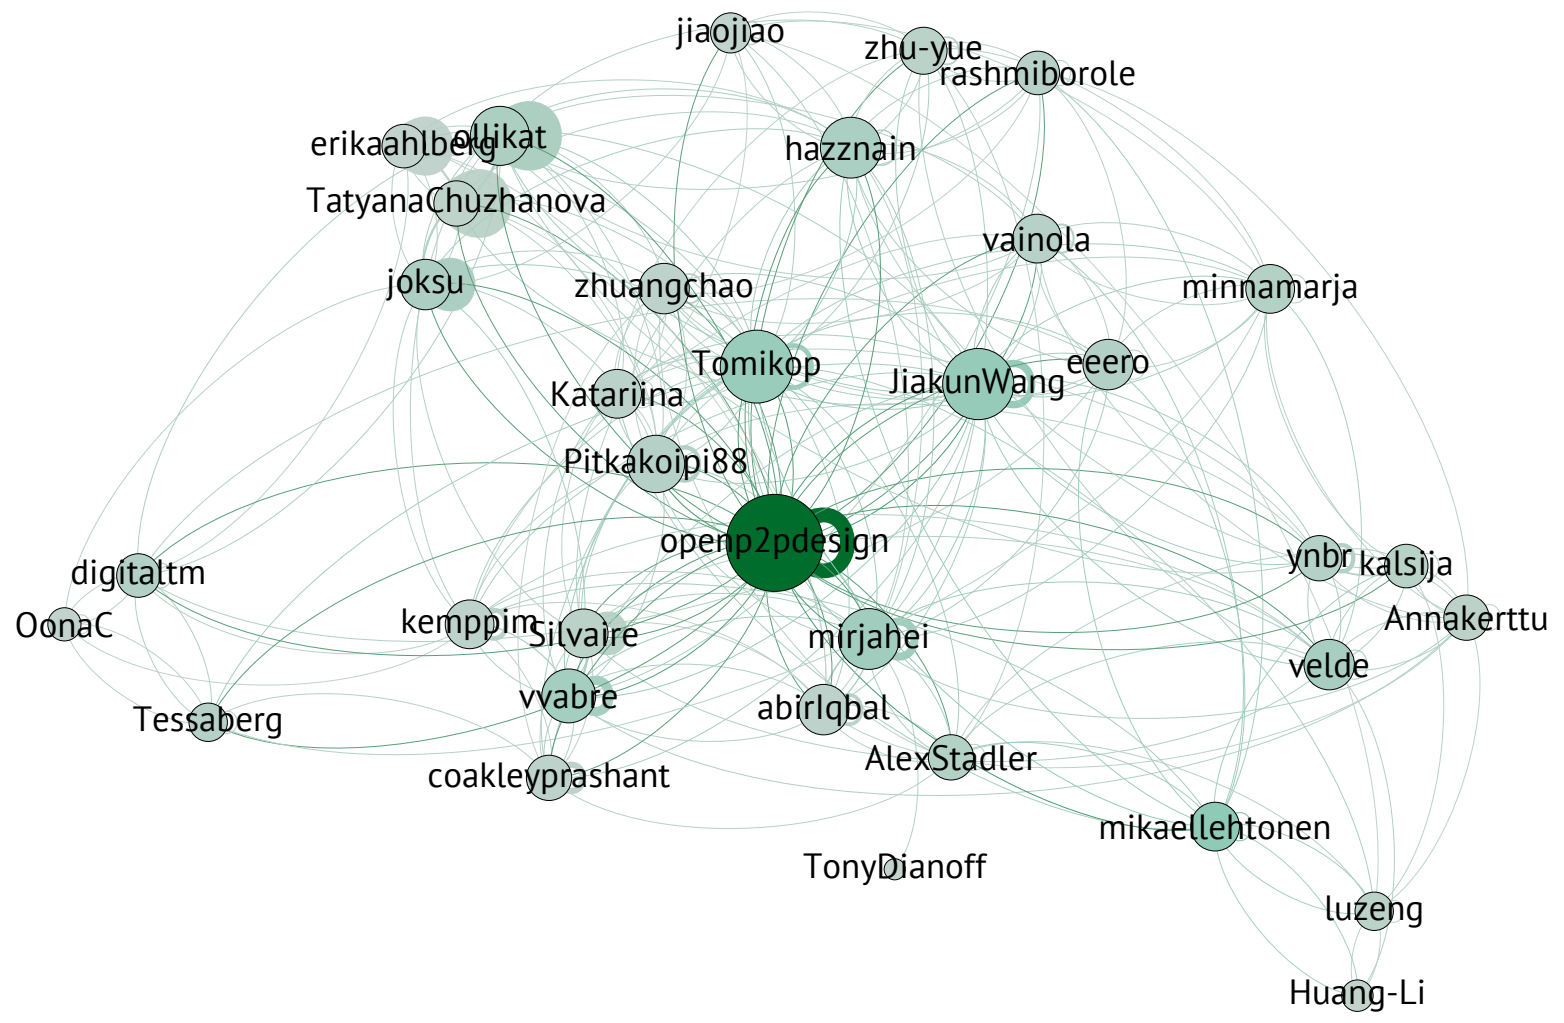 jiaojiao
zhu-yue
rashmiborole
erikaahlberg
ollikat
hazznain
TatyanaChuzhanova
vainola
joksu
zhuangchao
minnamarja
Tomikop
JiakunWang
eeero
Katariina
Pitkakoipi88
openp2pdesign
ynbr
kalsija
digitaltm
OonaC
kemppim
Silvaire
mirjahei
Annakerttu
velde
vvabre
abirIqbal
Tessaberg
AlexStadler
coakleyprashant
mikaellehtonen
TonyDianoff
luzeng
Huang-Li